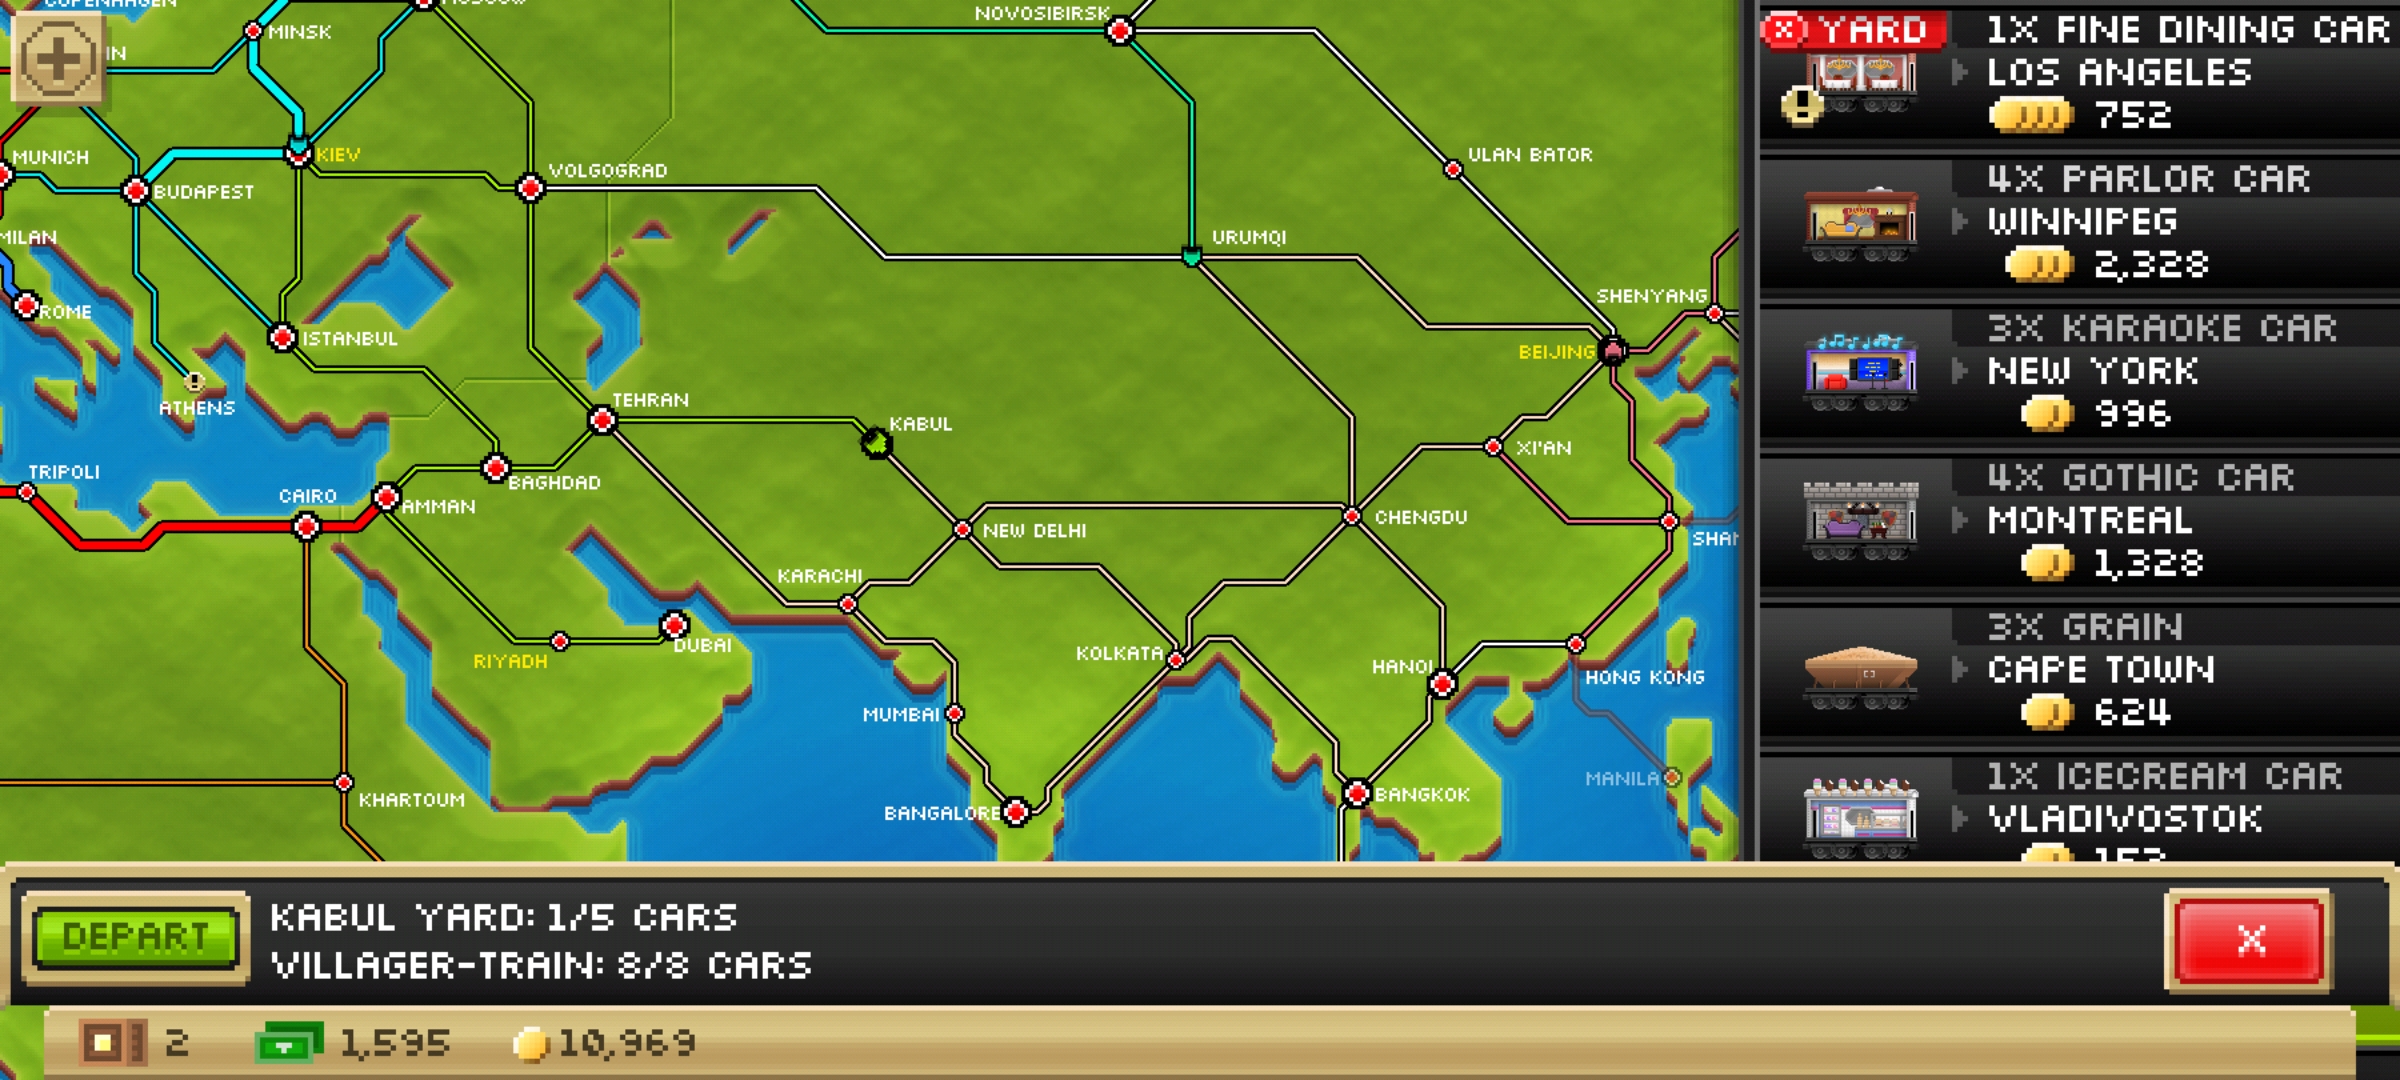 COPENHAGEN
MINSK
KIEV
MUNICH
BUDAPEST
MILAN
ROME
ISTANBUL
ATHENS
TRIPOLI
CAIRO
AMMAN
BAGHDAD
TEHRAN
KABUL
VOLGOGRAD
NOVOSIBIRSK
ULAN BATOR
URUMQI
SHENYANG
BEIJING
XI'AN
CHENGDU
NEW DELHI
KARACHI
RIYADH
DUBAI
KHARTOUM
MUMBAI
BANGALORE
KOLKATA
HANOI
HONG KONG
BANGKOK
MANILA
YARD
1X FINE DINING CAR
LOS ANGELES
752
4X PARLOR CAR
WINNIPEG
2,328
3X KARAOKE CAR
NEW YORK
996
4X GOTHIC CAR
MONTREAL
1,328
3X GRAIN
CAPE TOWN
624
1X ICECREAM CAR
VLADIVOSTOK
DEPART
KABUL YARD: 1/5 CARS
VILLAGER-TRAIN: 8/8 CARS
X
2
1,595
10,969